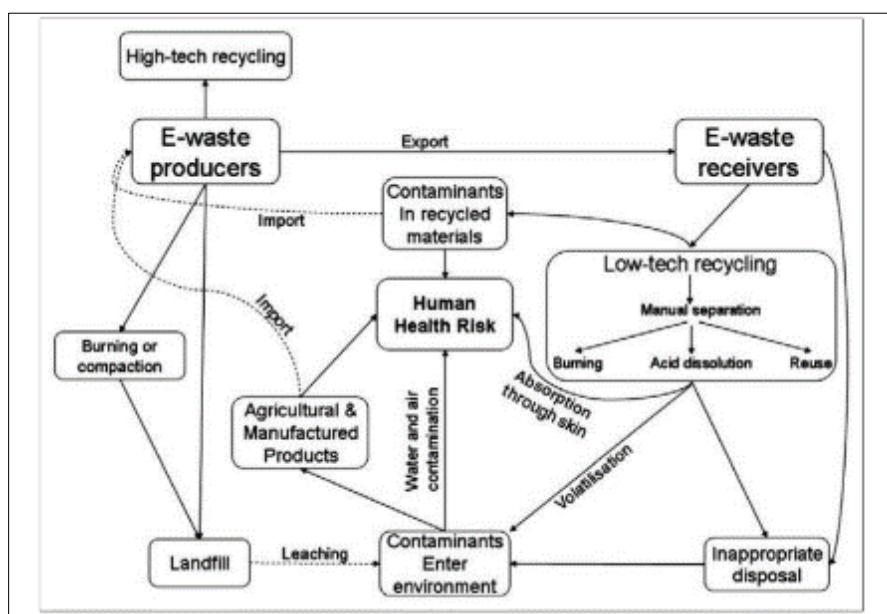 High-tech recycling
E-waste
producers
Export
E-waste
receivers
Contaminants
In recycled
materials
Import
Low-tech recycling
Manual separation
Burning
Acid dissolution
Reuse
Human
Health Risk
Import
Burning or
compaction
Absorption
through skin
Agricultural &
Manufactured
Products
Water and air
contamination
Volatilisation
Landfill
Leaching
Contaminants
Enter
environment
Inappropriate
disposal